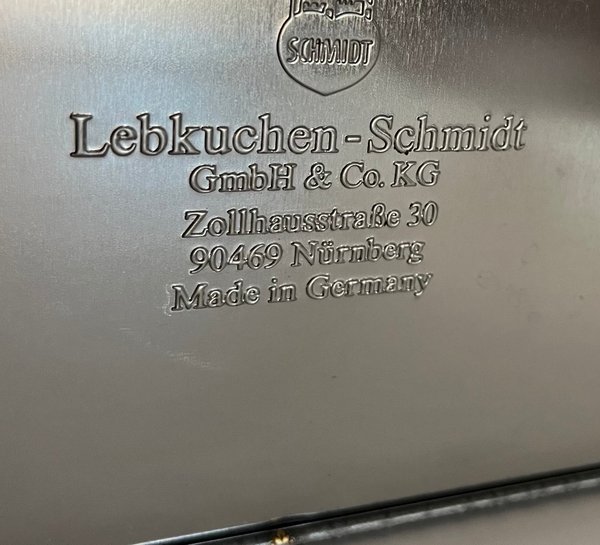 SCHMIDT
Lebkuchen-Schmidt
GmbH & Co. KG
Zollhausstraße 30
90469 Nürnberg
Made in Germany